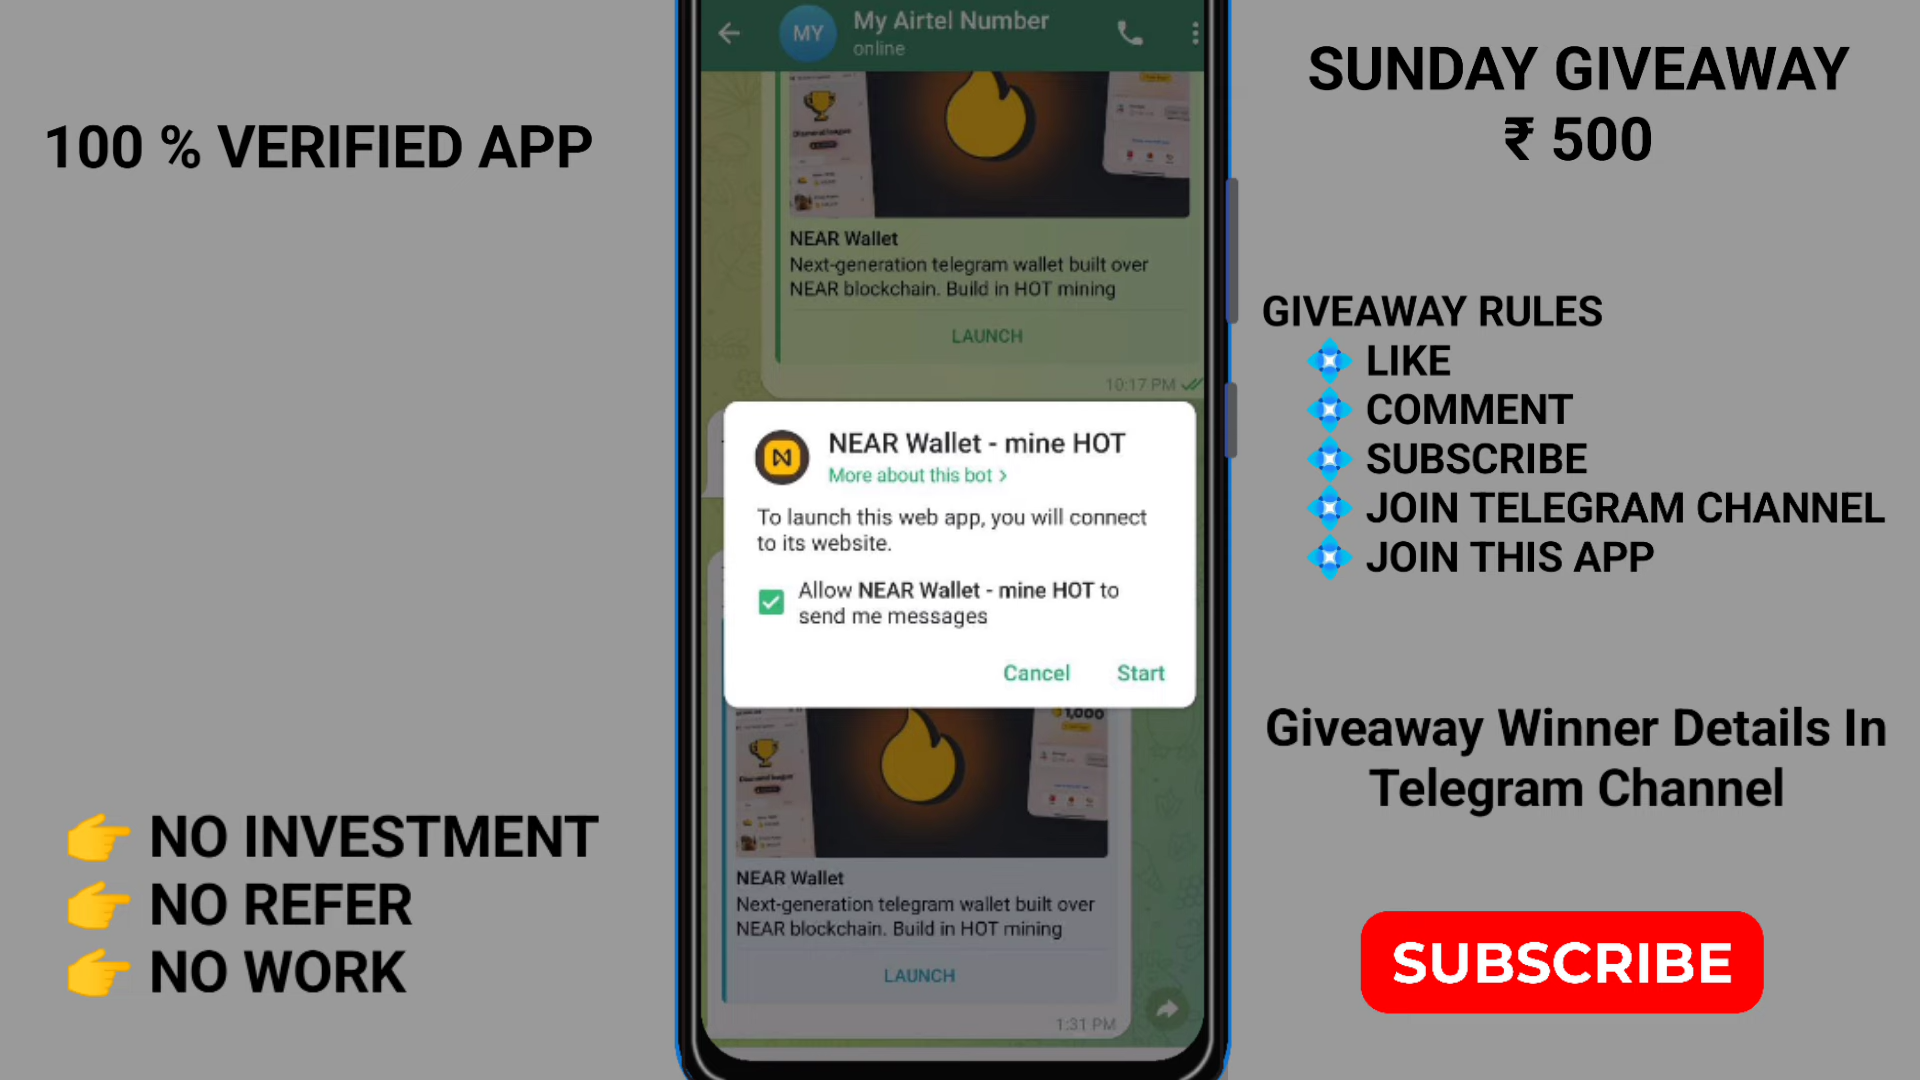 100 % VERIFIED APP
👉 NO INVESTMENT
👉 NO REFER
👉 NO WORK
MY
My Airtel Number
online
NEAR Wallet
Next-generation telegram wallet built over
NEAR blockchain. Build in HOT mining
LAUNCH
10:17 PM
NEAR Wallet - mine HOT
More about this bot >
To launch this web app, you will connect
to its website.
Allow NEAR Wallet - mine HOT to
send me messages
Cancel Start
1,000
NEAR Wallet
Next-generation telegram wallet built over
NEAR blockchain. Build in HOT mining
LAUNCH
1:31 PM
SUNDAY GIVEAWAY
₹ 500
GIVEAWAY RULES
💠 LIKE
💠 COMMENT
💠 SUBSCRIBE
💠 JOIN TELEGRAM CHANNEL
💠 JOIN THIS APP
Giveaway Winner Details In
Telegram Channel
SUBSCRIBE